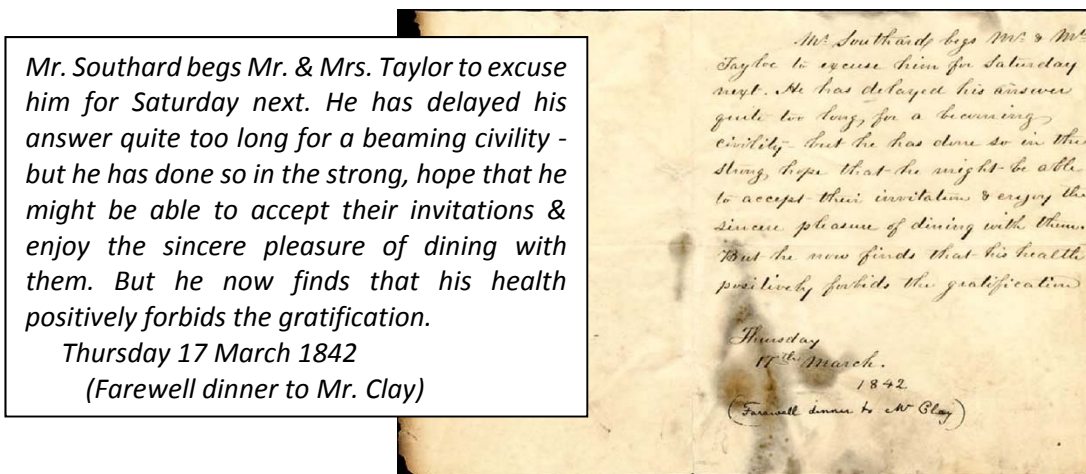 Mr. Southard begs Mr. & Mrs. Taylor to excuse
him for Saturday next. He has delayed his
answer quite too long for a beaming civility -
but he has done so in the strong, hope that he
might be able to accept their invitations &
enjoy the sincere pleasure of dining with
them. But he now finds that his health
positively forbids the gratification.
Thursday 17 March 1842
(Farewell dinner to Mr. Clay)
Mr Southard begs Mr & Mrs
Tayloe to excuse him for Saturday
next. He has delayed his answer
quite too long, for a becoming
civility - but he has done so in the
strong, hope that he might be able
to accept their invitation & enjoy the
sincere pleasure of dining with them.
But he now finds that his health
positively forbids the gratification
Thursday
17th March.
1842
(Farewell dinner to Mr Clay)